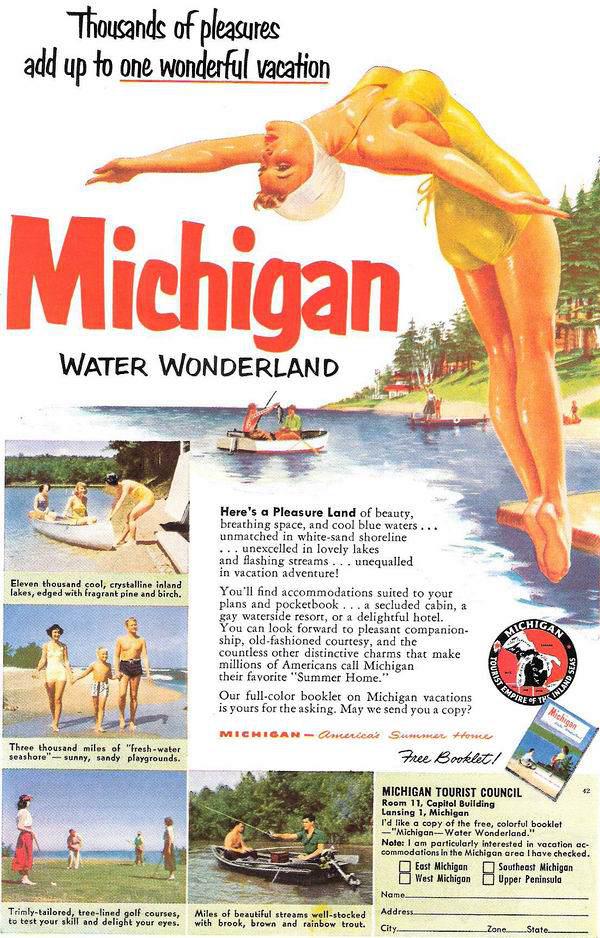 Thousands of pleasures
add up to one wonderful vacation
Michigan
WATER WONDERLAND
Here's a Pleasure Land of beauty,
breathing space, and cool blue waters . . .
unmatched in white-sand shoreline
. . . unexcelled in lovely lakes
and flashing streams . . . unequalled
in vacation adventure!
You'll find accommodations suited to your
plans and pocketbook . . . a secluded cabin, a
gay waterside resort, or a delightful hotel.
You can look forward to pleasant companion-
ship, old-fashioned courtesy, and the
countless other distinctive charms that make
millions of Americans call Michigan
their favorite "Summer Home."
Our full-color booklet on Michigan vacations
is yours for the asking. May we send you a copy?
MICHIGAN — America's Summer Home
Free Booklet!
Eleven thousand cool, crystalline inland
lakes, edged with fragrant pine and birch.
Three thousand miles of "fresh-water
seashore"— sunny, sandy playgrounds.
Trimly-tailored, tree-lined golf courses,
to test your skill and delight your eyes.
Miles of beautiful streams well-stocked
with brook, brown and rainbow trout.
MICHIGAN
TOURIST EMPIRE OF THE INLAND SEAS
Michigan
MICHIGAN TOURIST COUNCIL 42
Room 11, Capitol Building
Lansing 1, Michigan
I'd like a copy of the free, colorful booklet
—"Michigan—Water Wonderland."
Note: I am particularly interested in vacation ac-
commodations in the Michigan area I have checked.
East Michigan Southeast Michigan
West Michigan Upper Peninsula
Name
Address
City Zone State